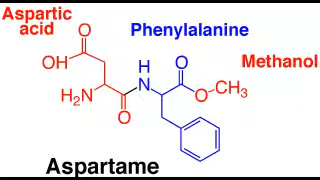 Aspartic
acid
Phenylalanine
Methanol
O
OH
H
N
O
O
CH3
H2N
O
Aspartame